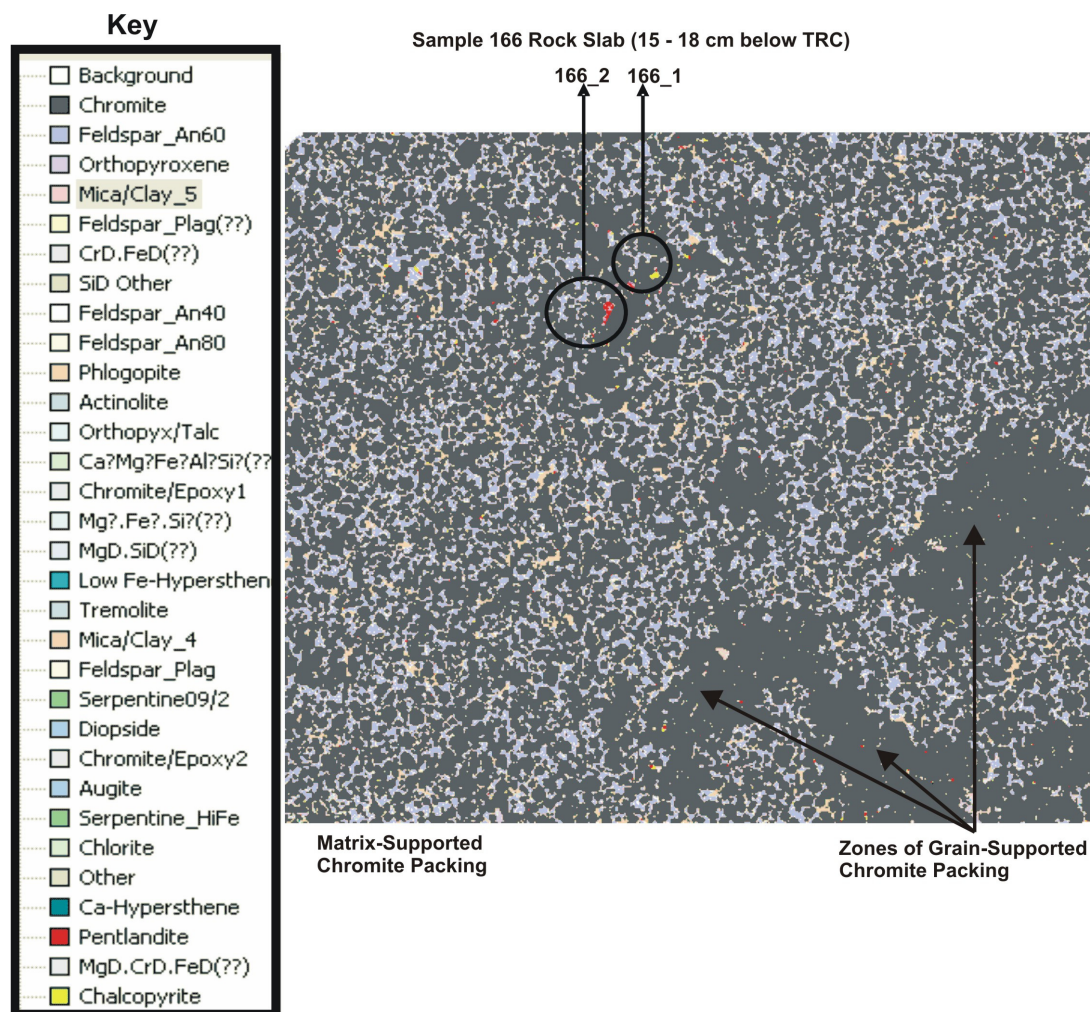 Key
Background
Chromite
Feldspar_An60
Orthopyroxene
Mica/Clay_5
Feldspar_Plag(??)
CrD.FeD(??)
SiD Other
Feldspar_An40
Feldspar_An80
Phlogopite
Actinolite
Orthopyx/Talc
Ca?Mg?Fe?Al?Si?(??
Chromite/Epoxy1
Mg?.Fe?.Si?(??)
MgD.SiD(??)
Low Fe-Hypersthen
Tremolite
Mica/Clay_4
Feldspar_Plag
Serpentine09/2
Diopside
Chromite/Epoxy2
Augite
Serpentine_HiFe
Chlorite
Other
Ca-Hypersthene
Pentlandite
MgD.CrD.FeD(??)
Chalcopyrite
Sample 166 Rock Slab (15 - 18 cm below TRC)
166_2 166_1
Matrix-Supported
Chromite Packing
Zones of Grain-Supported
Chromite Packing